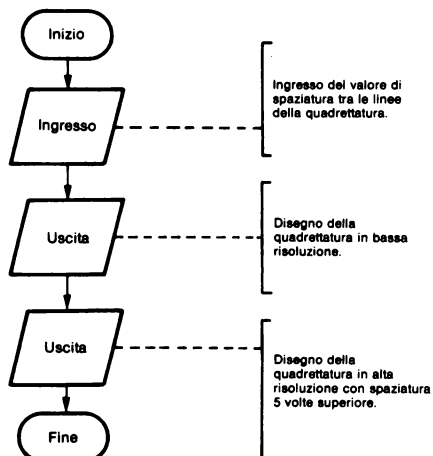 Inizio
Ingresso
Ingresso del valore di
spaziatura tra le linee
della quadrettatura.
Uscita
Disegno della
quadrettatura in bassa
risoluzione.
Uscita
Disegno della
quadrettatura in alta
risoluzione con spaziatura
5 volte superiore.
Fine